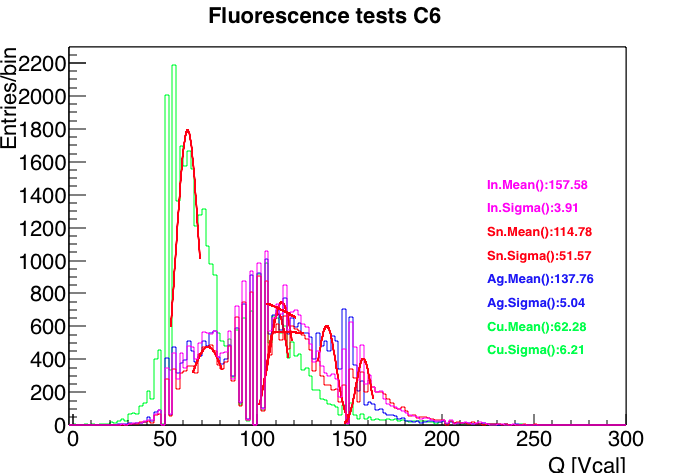 Fluorescence tests C6
Entries/bin
2200
2000
1800
1600
1400
1200
1000
800
600
400
200
0
In.Mean():157.58
In.Sigma():3.91
Sn.Mean():114.78
Sn.Sigma():51.57
Ag.Mean():137.76
Ag.Sigma():5.04
Cu.Mean():62.28
Cu.Sigma():6.21
0 50 100 150 200 250 300
Q [Vcal]